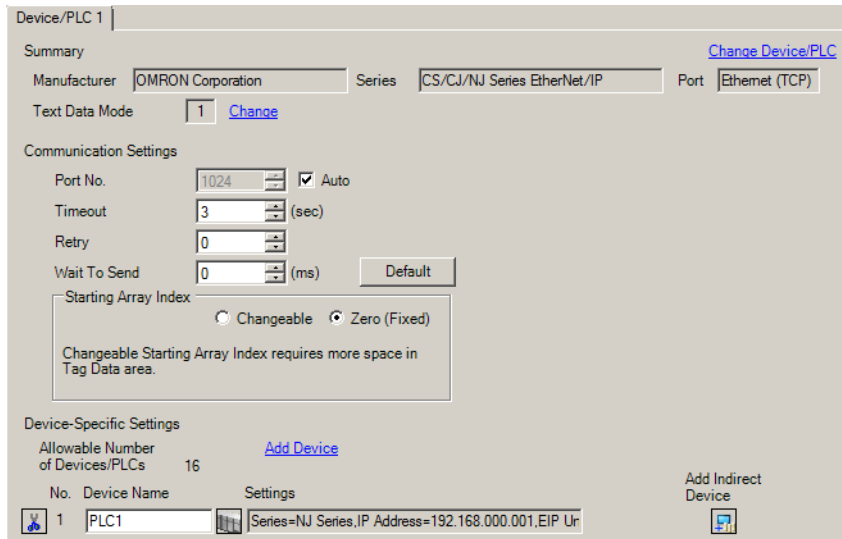 Device/PLC 1
Summary
Change Device/PLC
Manufacturer OMRON Corporation Series CS/CJ/NJ Series EtherNet/IP Port Ethernet (TCP)
Text Data Mode 1 Change
Communication Settings
Port No. 1024 Auto
Timeout 3 (sec)
Retry 0
Wait To Send 0 (ms) Default
Starting Array Index
Changeable Zero (Fixed)
Changeable Starting Array Index requires more space in
Tag Data area.
Device-Specific Settings
Allowable Number Add Device
of Devices/PLCs 16
Add Indirect
Device
No. Device Name Settings
1 PLC1 Series=NJ Series,IP Address=192.168.000.001,EIP Ur